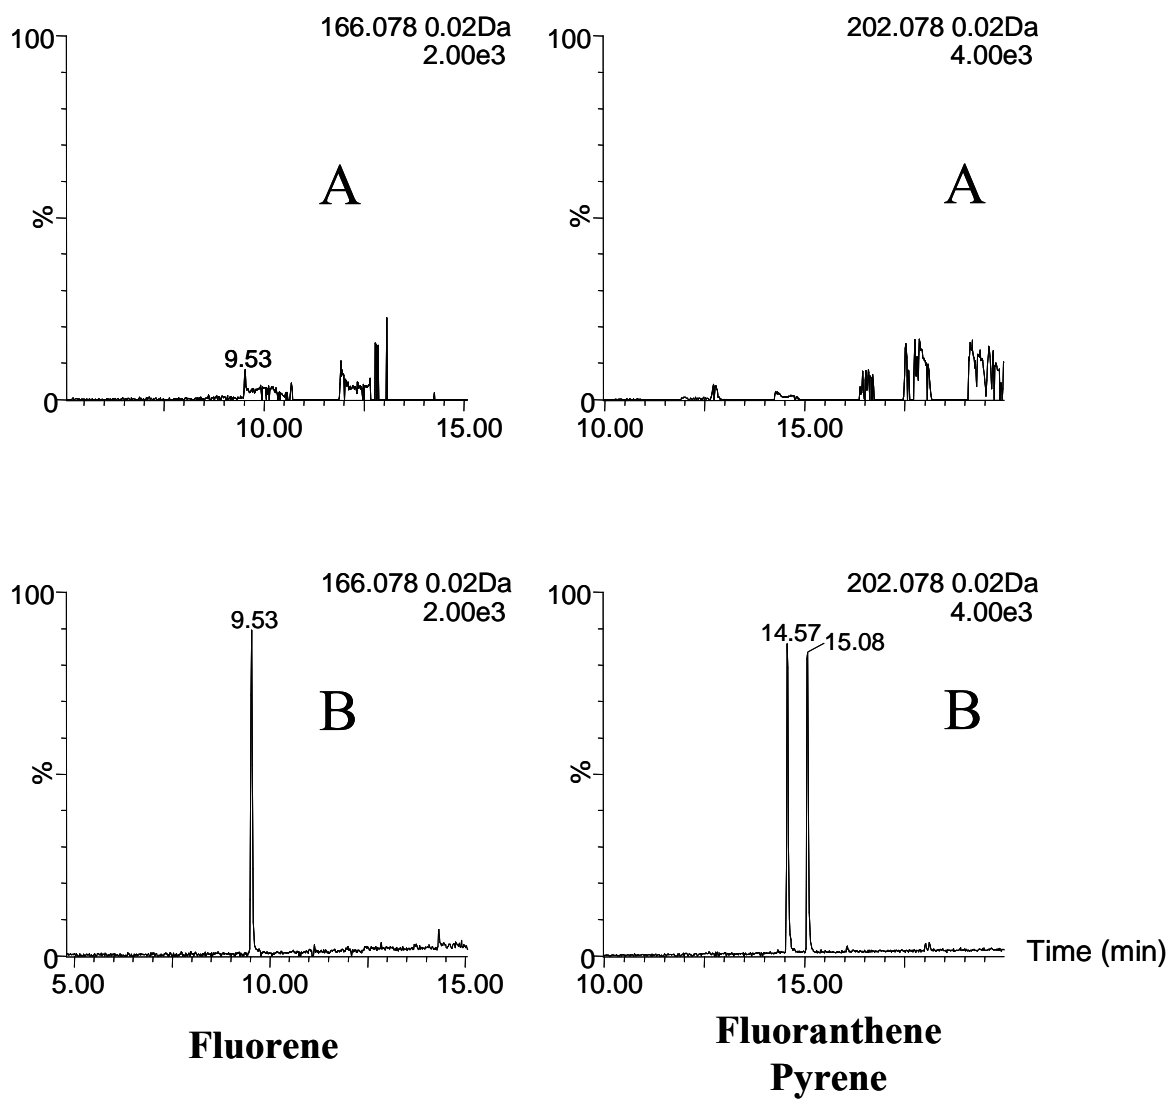 166.078 0.02Da
2.00e3
100
A
%
9.53
0
10.00 15.00
202.078 0.02Da
4.00e3
100
A
%
0
10.00 15.00
166.078 0.02Da
2.00e3
100
9.53
B
%
0
5.00 10.00 15.00
Fluorene
202.078 0.02Da
4.00e3
100
14.57 15.08
B
%
0
10.00 15.00
Time (min)
Fluoranthene
Pyrene